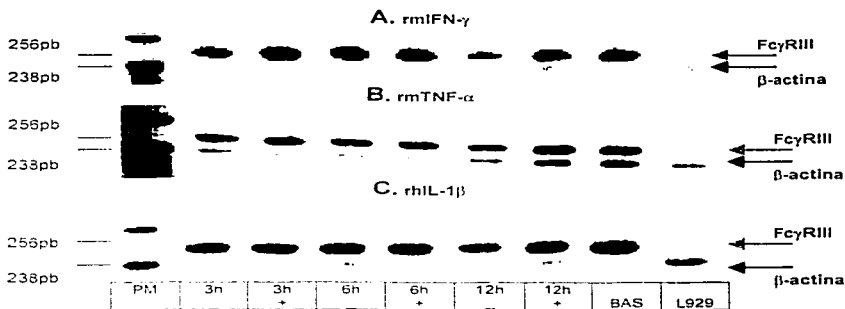 A. rmIFN-γ
256pb
238pb
FcγRIII
β-actina
B. rmTNF-α
256pb
238pb
FcγRIII
β-actina
C. rhIL-1β
256pb
238pb
FcγRIII
β-actina
PM 3h 3h + 6h 6h + 12h 12h + BAS L929